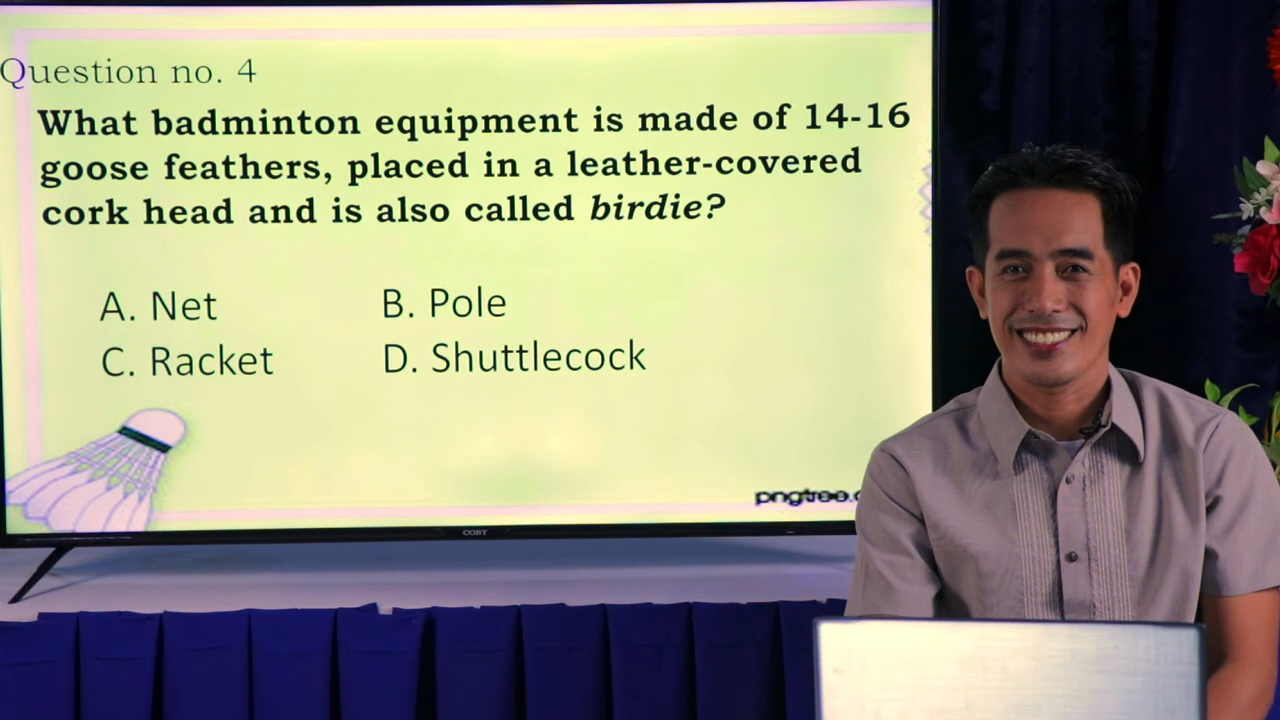 Question no. 4
What badminton equipment is made of 14-16
goose feathers, placed in a leather-covered
cork head and is also called birdie?
A. Net B. Pole
C. Racket D. Shuttlecock
pngtree.
COBY